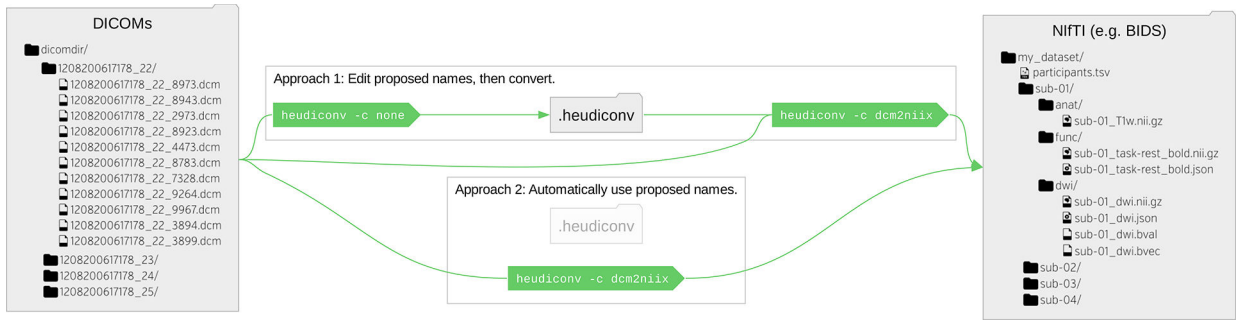 DICOMs
dicomdir/
1208200617178_22/
1208200617178_22_8973.dcm
1208200617178_22_8943.dcm
1208200617178_22_2973.dcm
1208200617178_22_8923.dcm
1208200617178_22_4473.dcm
1208200617178_22_8783.dcm
1208200617178_22_7328.dcm
1208200617178_22_9264.dcm
1208200617178_22_9967.dcm
1208200617178_22_3894.dcm
1208200617178_22_3899.dcm
1208200617178_23/
1208200617178_24/
1208200617178_25/
Approach 1: Edit proposed names, then convert.
heudiconv -c none
.heudiconv
heudiconv -c dcm2niix
Approach 2: Automatically use proposed names.
.heudiconv
heudiconv -c dcm2niix
NIfTI (e.g. BIDS)
my_dataset/
participants.tsv
sub-01/
anat/
sub-01_T1w.nii.gz
func/
sub-01_task-rest_bold.nii.gz
sub-01_task-rest_bold.json
dwi/
sub-01_dwi.nii.gz
sub-01_dwi.json
sub-01_dwi.bval
sub-01_dwi.bvec
sub-02/
sub-03/
sub-04/